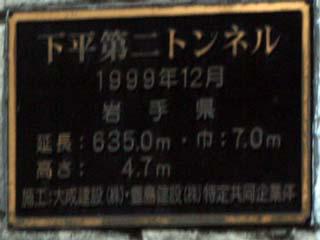 下平第二トンネル
1999年12月
岩手県
延長：635.0m・巾：7.0m
高さ：　4.7m
施工：大成建設(株)・豊島建設(株)特定共同企業体